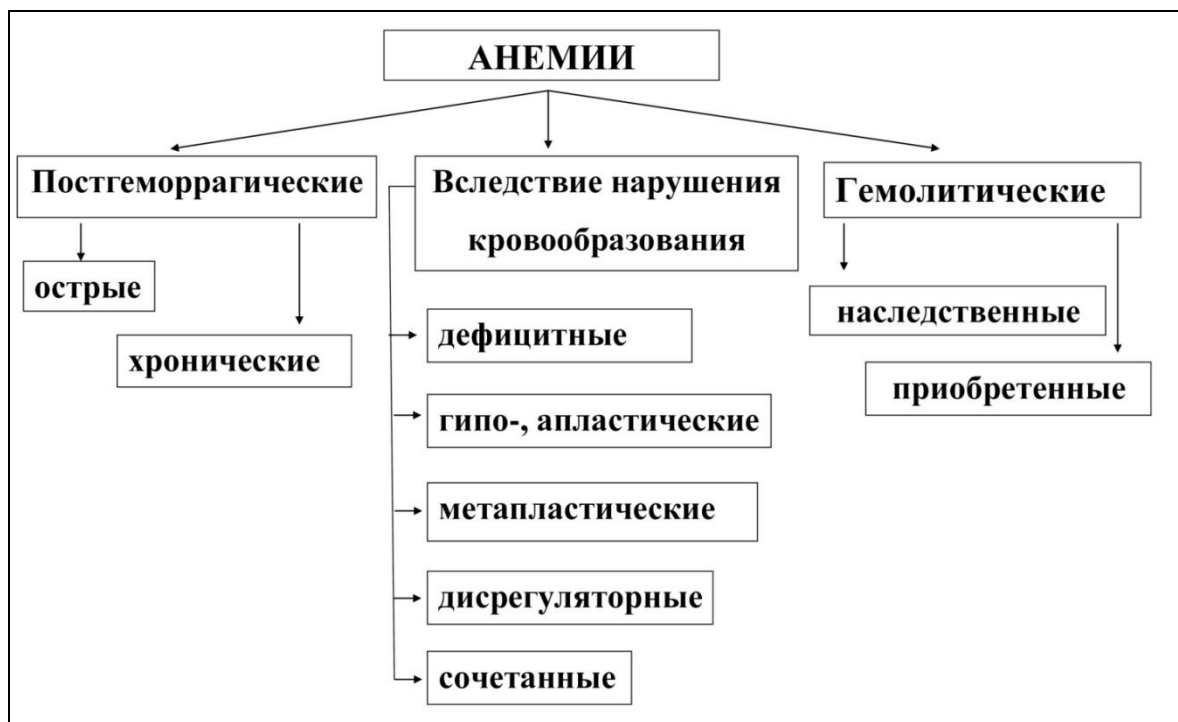 АНЕМИИ
Постгеморрагические
острые
хронические
Вследствие нарушения
кровообразования
дефицитные
гипо-, апластические
метапластические
дисрегуляторные
сочетанные
Гемолитические
наследственные
приобретенные